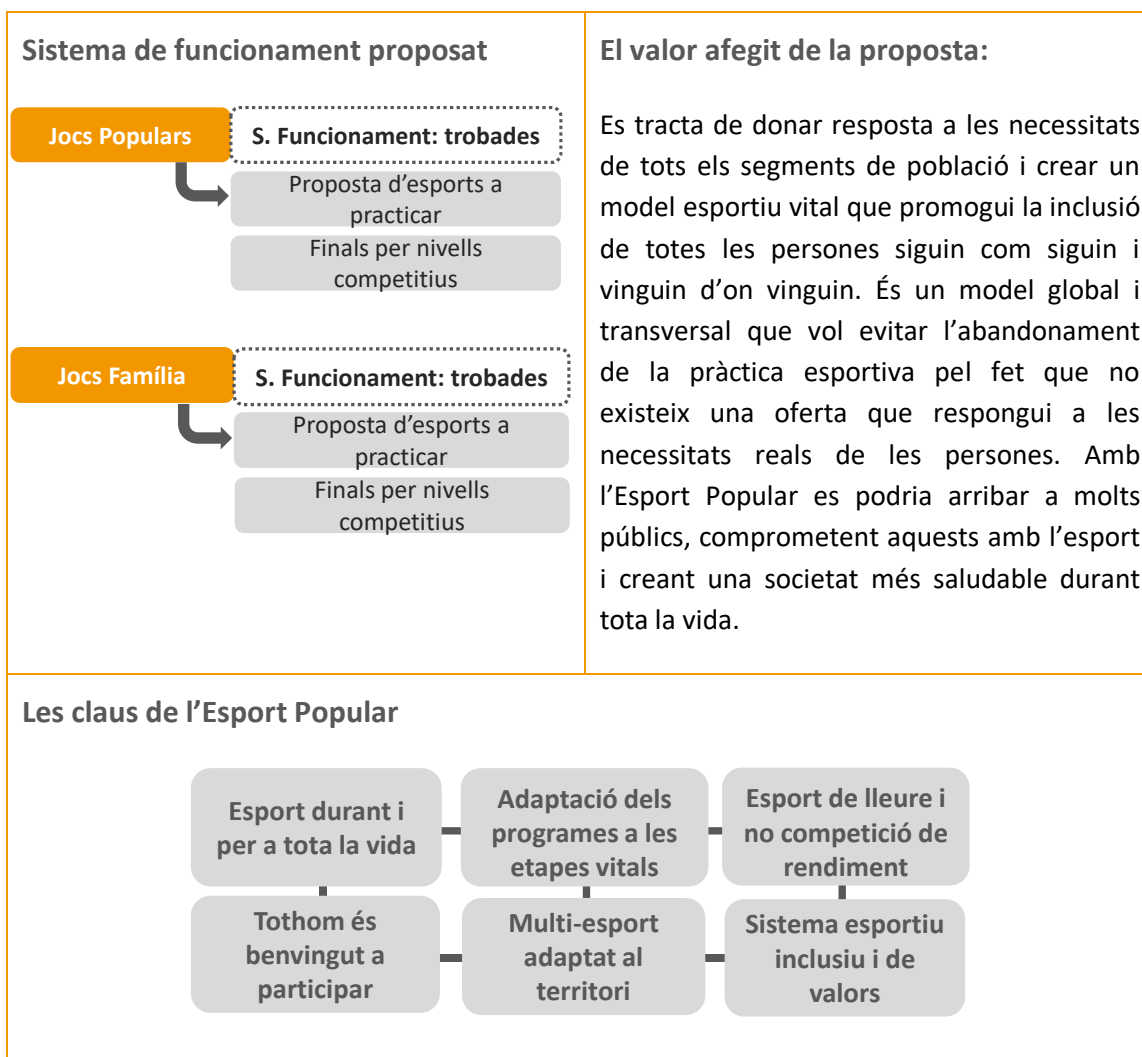 Sistema de funcionament proposat
Jocs Populars
S. Funcionament: trobades
Proposta d’esports a
practicar
Finals per nivells
competitius
Jocs Família
S. Funcionament: trobades
Proposta d’esports a
practicar
Finals per nivells
competitius
El valor afegit de la proposta:
Es tracta de donar resposta a les necessitats
de tots els segments de població i crear un
model esportiu vital que promogui la inclusió
de totes les persones siguin com siguin i
vinguin d’on vinguin. És un model global i
transversal que vol evitar l’abandonament
de la pràctica esportiva pel fet que no
existeix una oferta que respongui a les
necessitats reals de les persones. Amb
l’Esport Popular es podria arribar a molts
públics, comprometent aquests amb l’esport
i creant una societat més saludable durant
tota la vida.
Les claus de l’Esport Popular
Esport durant i
per a tota la vida
Adaptació dels
programes a les
etapes vitals
Esport de lleure i
no competició de
rendiment
Tothom és
benvingut a
participar
Multi-esport
adaptat al
territori
Sistema esportiu
inclusiu i de
valors